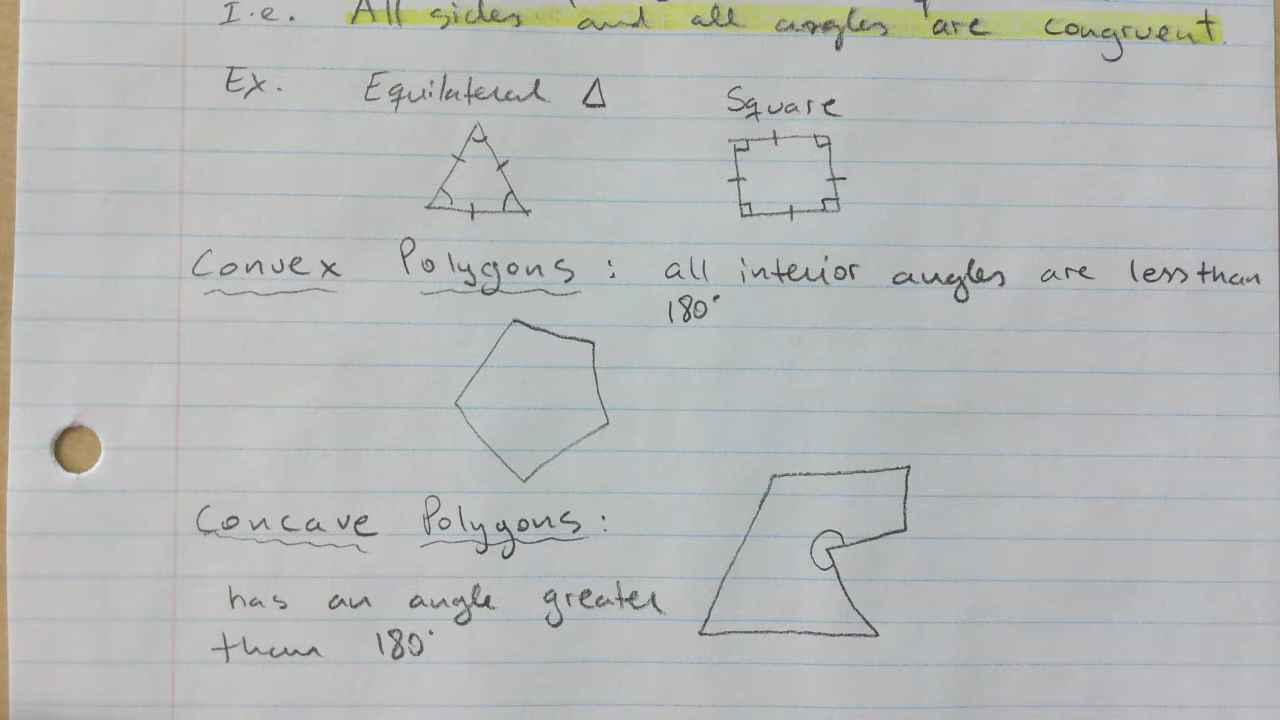 I.e. All sides and all angles are congruent.
Ex. Equilateral Δ Square
Convex Polygons : all interior angles are less than
180°
Concave Polygons :
has an angle greater
than 180°